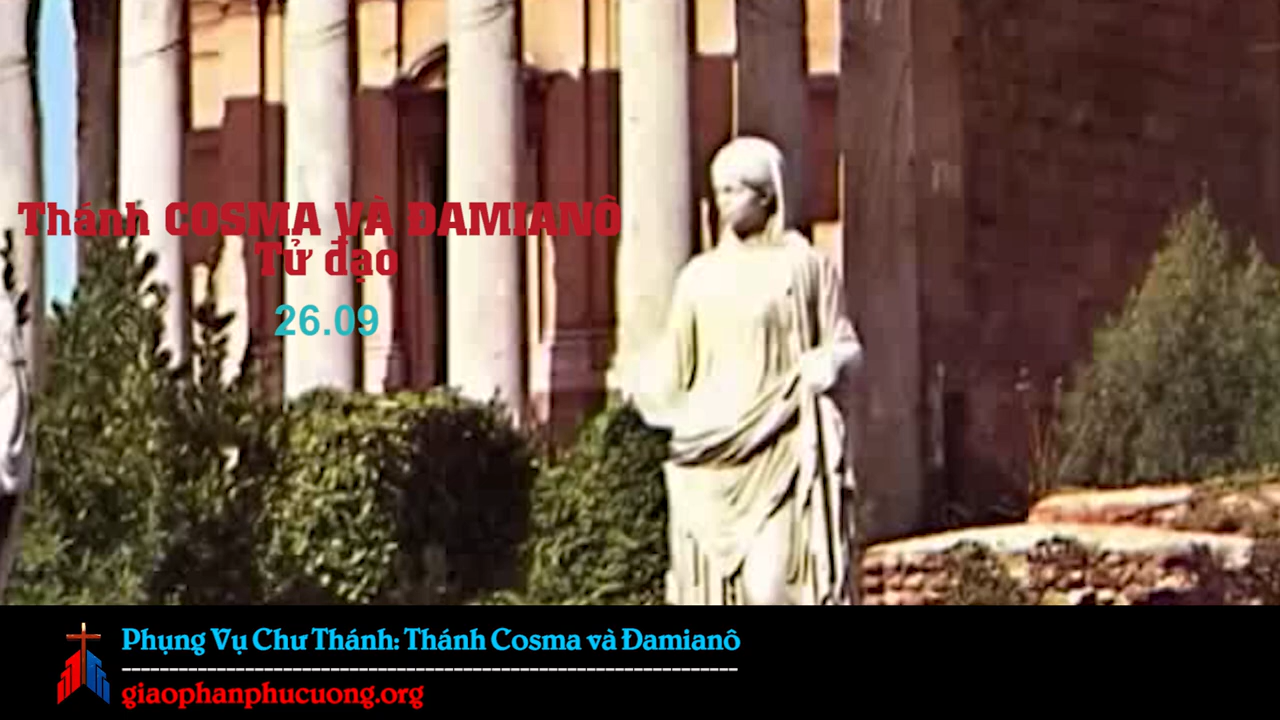 Thánh COSMA VÀ ĐAMIANÔ
Tử đạo
26.09
Phụng Vụ Chư Thánh: Thánh Cosma và Đamianô
-----------------------------------------------------------------
giaophanphucuong.org